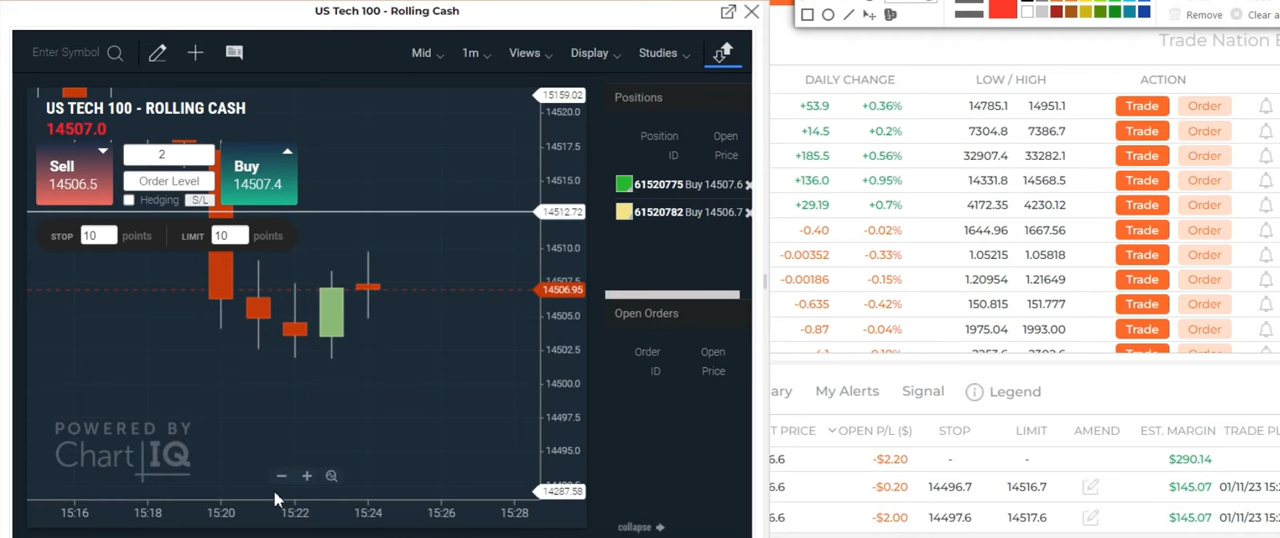 US Tech 100 - Rolling Cash
Enter Symbol
Mid
1m
Views
Display
Studies
US TECH 100 - ROLLING CASH
14507.0
Sell
14506.5
2
Order Level
Hedging
S/L
Buy
14507.4
STOP 10 points
LIMIT 10 points
15159.02
14520.0
14517.5
14515.0
14512.72
14510.0
14507.5
14506.95
14505.0
14502.5
14500.0
14497.5
14495.0
14287.58
POWERED BY
ChartIQ
15:16 15:18 15:20 15:22 15:24 15:26 15:28
Positions
Position ID Open Price
61520775 Buy 14507.6
61520782 Buy 14506.7
Open Orders
Order ID Open Price
collapse
Remove Clear a
Trade Nation
DAILY CHANGE LOW / HIGH ACTION
+53.9 +0.36% 14785.1 14951.1 Trade Order
+14.5 +0.2% 7304.8 7386.7 Trade Order
+185.5 +0.56% 32907.4 33282.1 Trade Order
+136.0 +0.95% 14331.8 14568.5 Trade Order
+29.19 +0.7% 4172.35 4230.12 Trade Order
-0.40 -0.02% 1644.96 1667.56 Trade Order
-0.00352 -0.33% 1.05215 1.05818 Trade Order
-0.00186 -0.15% 1.20954 1.21649 Trade Order
-0.635 -0.42% 150.815 151.777 Trade Order
-0.87 -0.04% 1975.04 1993.00 Trade Order
Trade Order
ary My Alerts Signal Legend
T PRICE OPEN P/L ($) STOP LIMIT AMEND EST. MARGIN TRADE PL
6.6 -$2.20 - - $290.14
6.6 -$0.20 14496.7 14516.7 $145.07 01/11/23 15:2
6.6 -$2.00 14497.6 14517.6 $145.07 01/11/23 15:2